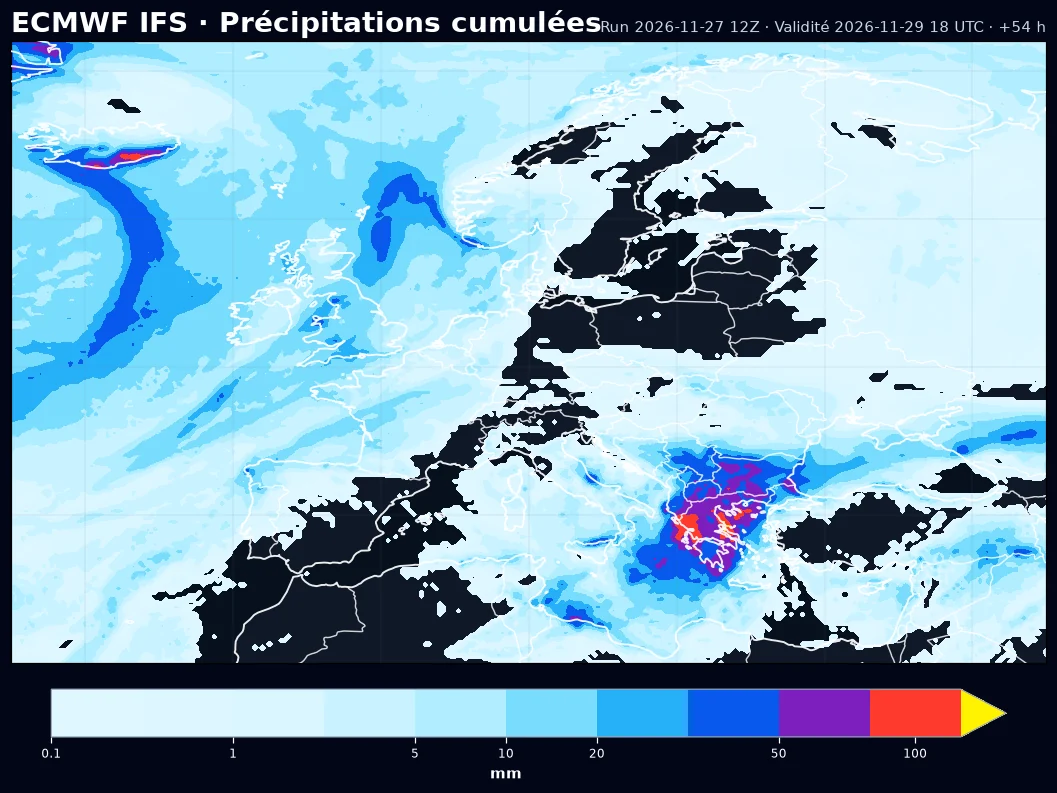 ECMWF IFS · Précipitations cumulées
Run 2026-11-27 12Z · Validité 2026-11-29 18 UTC · +54 h
0.1 1 5 10 20 50 100
mm